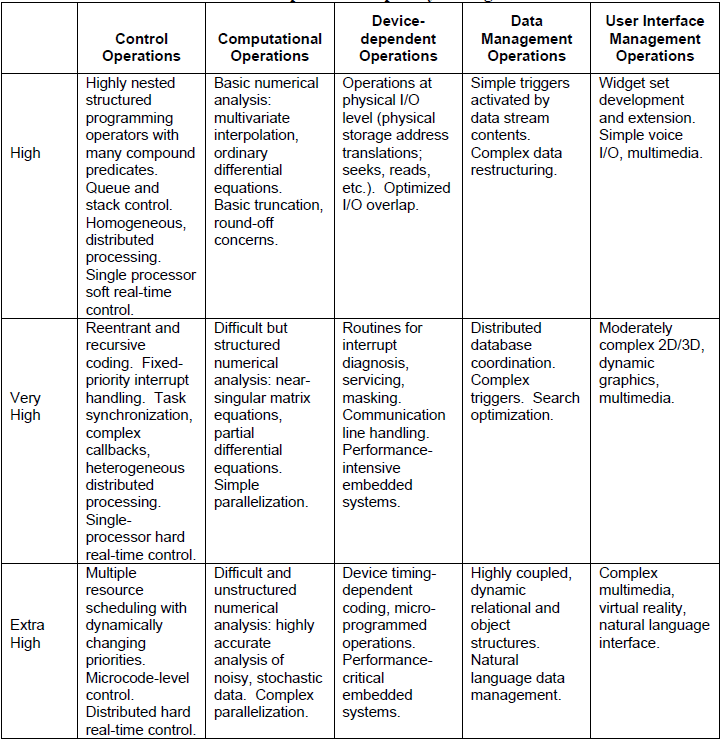 Control Operations
Computational Operations
Device-dependent Operations
Data Management Operations
User Interface Management Operations
High
Highly nested
structured
programming
operators with
many compound
predicates.
Queue and
stack control.
Homogeneous,
distributed
processing.
Single processor
soft real-time
control.
Basic numerical
analysis:
multivariate
interpolation,
ordinary
differential
equations.
Basic truncation,
round-off
concerns.
Operations at
physical I/O
level (physical
storage address
translations;
seeks, reads,
etc.).  Optimized
I/O overlap.
Simple triggers
activated by
data stream
contents.
Complex data
restructuring.
Widget set
development
and extension.
Simple voice
I/O, multimedia.
Very
High
Reentrant and
recursive
coding.  Fixed-
priority interrupt
handling.  Task
synchronization,
complex
callbacks,
heterogeneous
distributed
processing.
Single-
processor hard
real-time control.
Difficult but
structured
numerical
analysis: near-
singular matrix
equations,
partial
differential
equations.
Simple
parallelization.
Routines for
interrupt
diagnosis,
servicing,
masking.
Communication
line handling.
Performance-
intensive
embedded
systems.
Distributed
database
coordination.
Complex
triggers.  Search
optimization.
Moderately
complex 2D/3D,
dynamic
graphics,
multimedia.
Extra
High
Multiple
resource
scheduling with
dynamically
changing
priorities.
Microcode-level
control.
Distributed hard
real-time control.
Difficult and
unstructured
numerical
analysis: highly
accurate
analysis of
noisy, stochastic
data.  Complex
parallelization.
Device timing-
dependent
coding, micro-
programmed
operations.
Performance-
critical
embedded
systems.
Highly coupled,
dynamic
relational and
object
structures.
Natural
language data
management.
Complex
multimedia,
virtual reality,
natural language
interface.